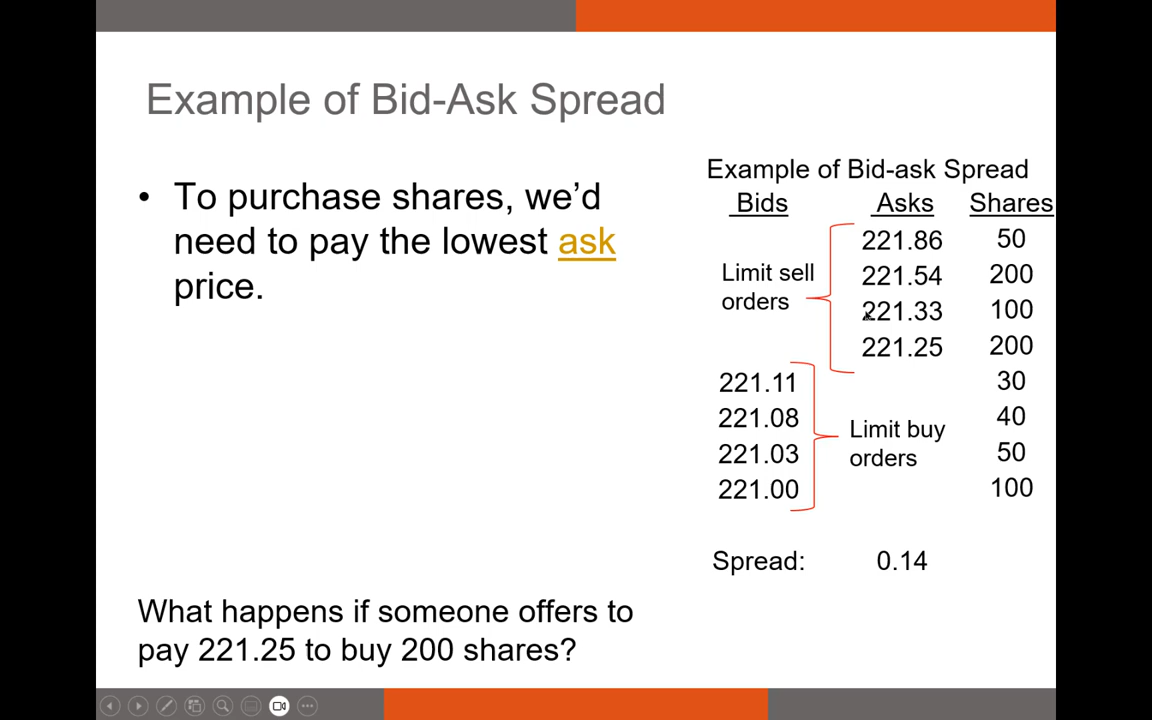 Example of Bid-Ask Spread
• To purchase shares, we’d
need to pay the lowest ask
price.
Example of Bid-ask Spread
Bids Asks Shares
221.86 50
Limit sell
orders
221.54 200
221.33 100
221.25 200
221.11 30
221.08 40
Limit buy
orders
221.03 50
221.00 100
Spread: 0.14
What happens if someone offers to
pay 221.25 to buy 200 shares?